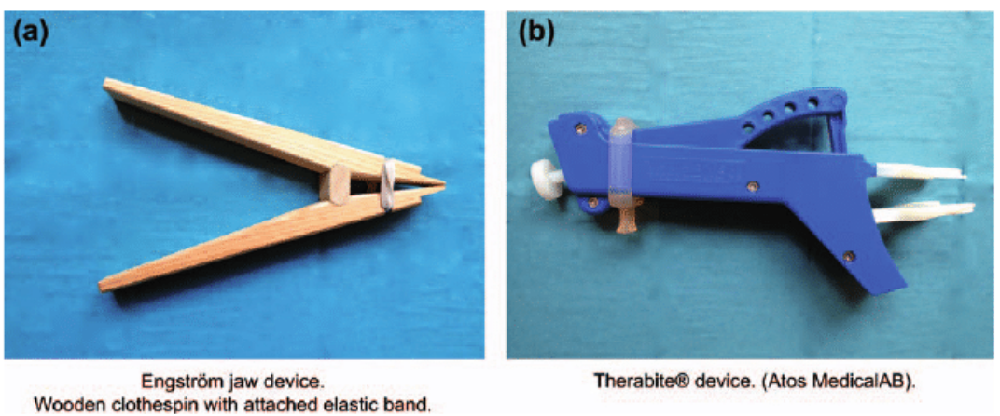 (a)
(b)
Engström jaw device.
Wooden clothespin with attached elastic band.
Therabite® device. (Atos MedicalAB).